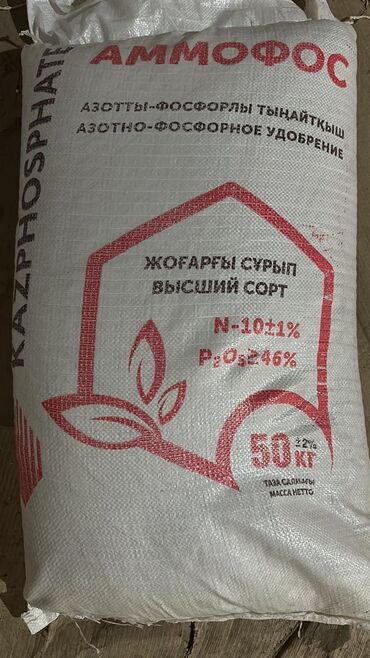 KAZPHOSPHATE
АММОФОС
АЗОТТЫ-ФОСФОРЛЫ ТЫҢАЙТҚЫШ
АЗОТНО-ФОСФОРНОЕ УДОБРЕНИЕ
ЖОҒАРҒЫ СҰРЫП
ВЫСШИЙ СОРТ
N-10±1%
P₂O₅≥46%
50 КГ ±2%
ТАЗА САЛМАҒЫ
МАССА НЕТТО